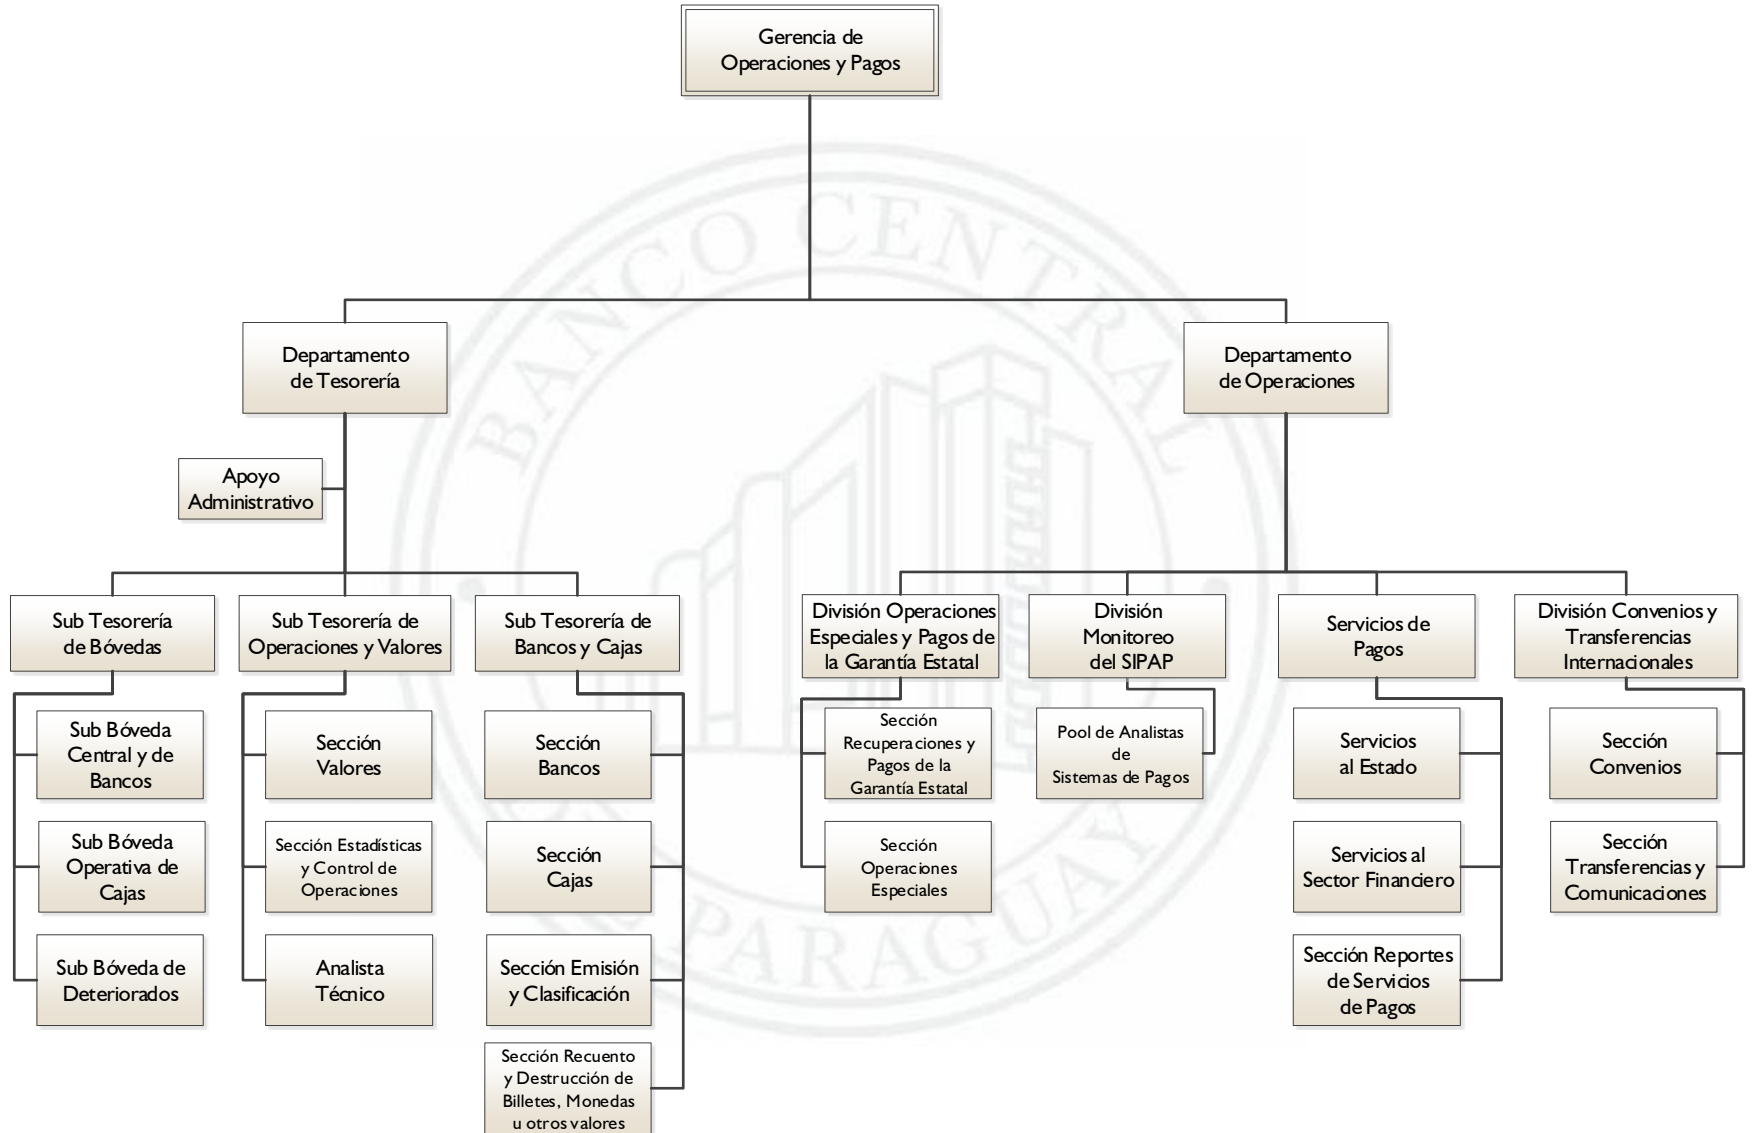 Gerencia de
Operaciones y Pagos
BANCO CENTRAL
DEL PARAGUAY
Departamento
de Tesorería
Departamento
de Operaciones
Apoyo
Administrativo
Sub Tesorería
de Bóvedas
Sub Tesorería de
Operaciones y Valores
Sub Tesorería de
Bancos y Cajas
División Operaciones
Especiales y Pagos de
la Garantía Estatal
División
Monitoreo
del SIPAP
Servicios de
Pagos
División Convenios y
Transferencias
Internacionales
Sub Bóveda
Central y de
Bancos
Sección
Valores
Sección
Bancos
Sección
Recuperaciones y
Pagos de la
Garantía Estatal
Pool de Analistas
de
Sistemas de Pagos
Servicios
al Estado
Sección
Convenios
Sub Bóveda
Operativa de
Cajas
Sección Estadísticas
y Control de
Operaciones
Sección
Cajas
Sección
Operaciones
Especiales
Servicios al
Sector Financiero
Sección
Transferencias y
Comunicaciones
Sub Bóveda de
Deteriorados
Analista
Técnico
Sección Emisión
y Clasificación
Sección Reportes
de Servicios
de Pagos
Sección Recuento
y Destrucción de
Billetes, Monedas
u otros valores